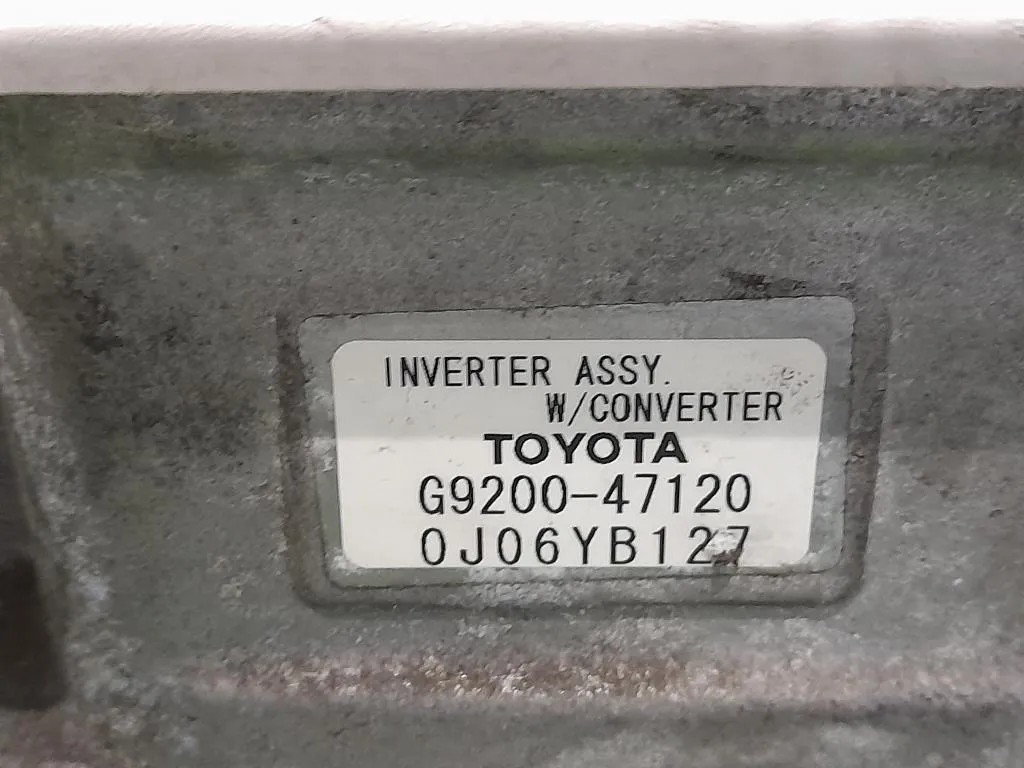 INVERTER ASSY.
W/CONVERTER
TOYOTA
G9200-47120
0J06YB127